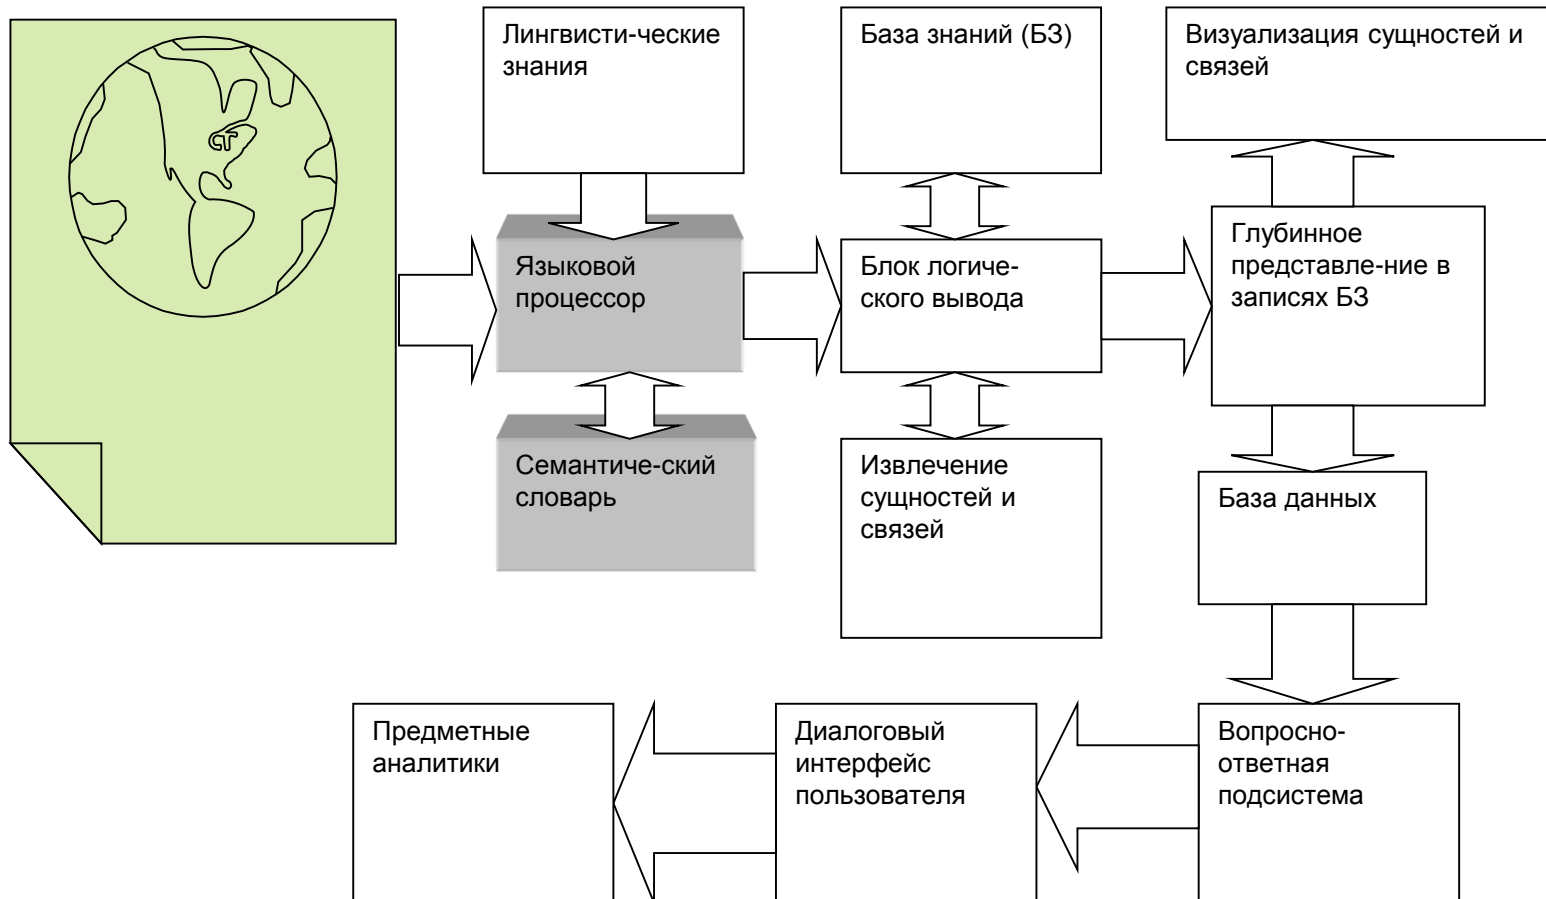 Лингвисти-ческие
знания
База знаний (БЗ)
Визуализация сущностей и
связей
Языковой
процессор
Блок логиче-
ского вывода
Глубинное
представле-ние в
записях БЗ
Семантиче-ский
словарь
Извлечение
сущностей и
связей
База данных
Предметные
аналитики
Диалоговый
интерфейс
пользователя
Вопросно-
ответная
подсистема